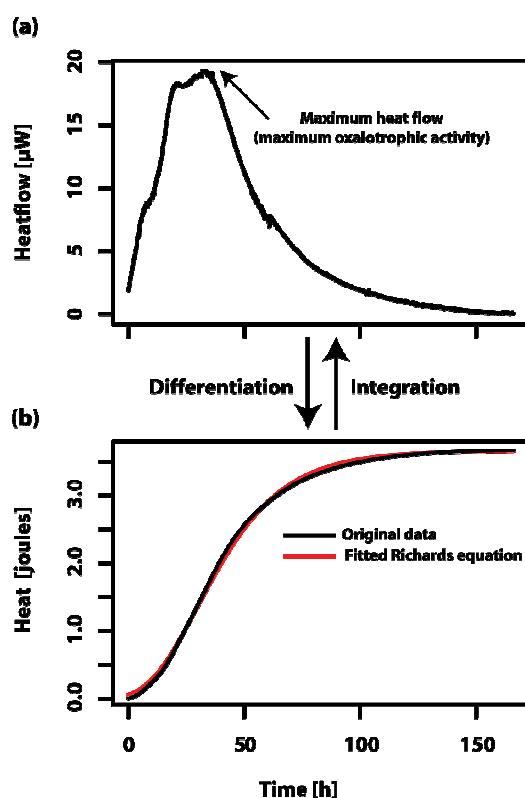 (a)
20
15
10
5
0
Heatflow [µW]
Maximum heat flow
(maximum oxalotrophic activity)
Differentiation
Integration
(b)
3.0
2.0
1.0
0.0
Heat [joules]
Original data
Fitted Richards equation
0 50 100 150
Time [h]